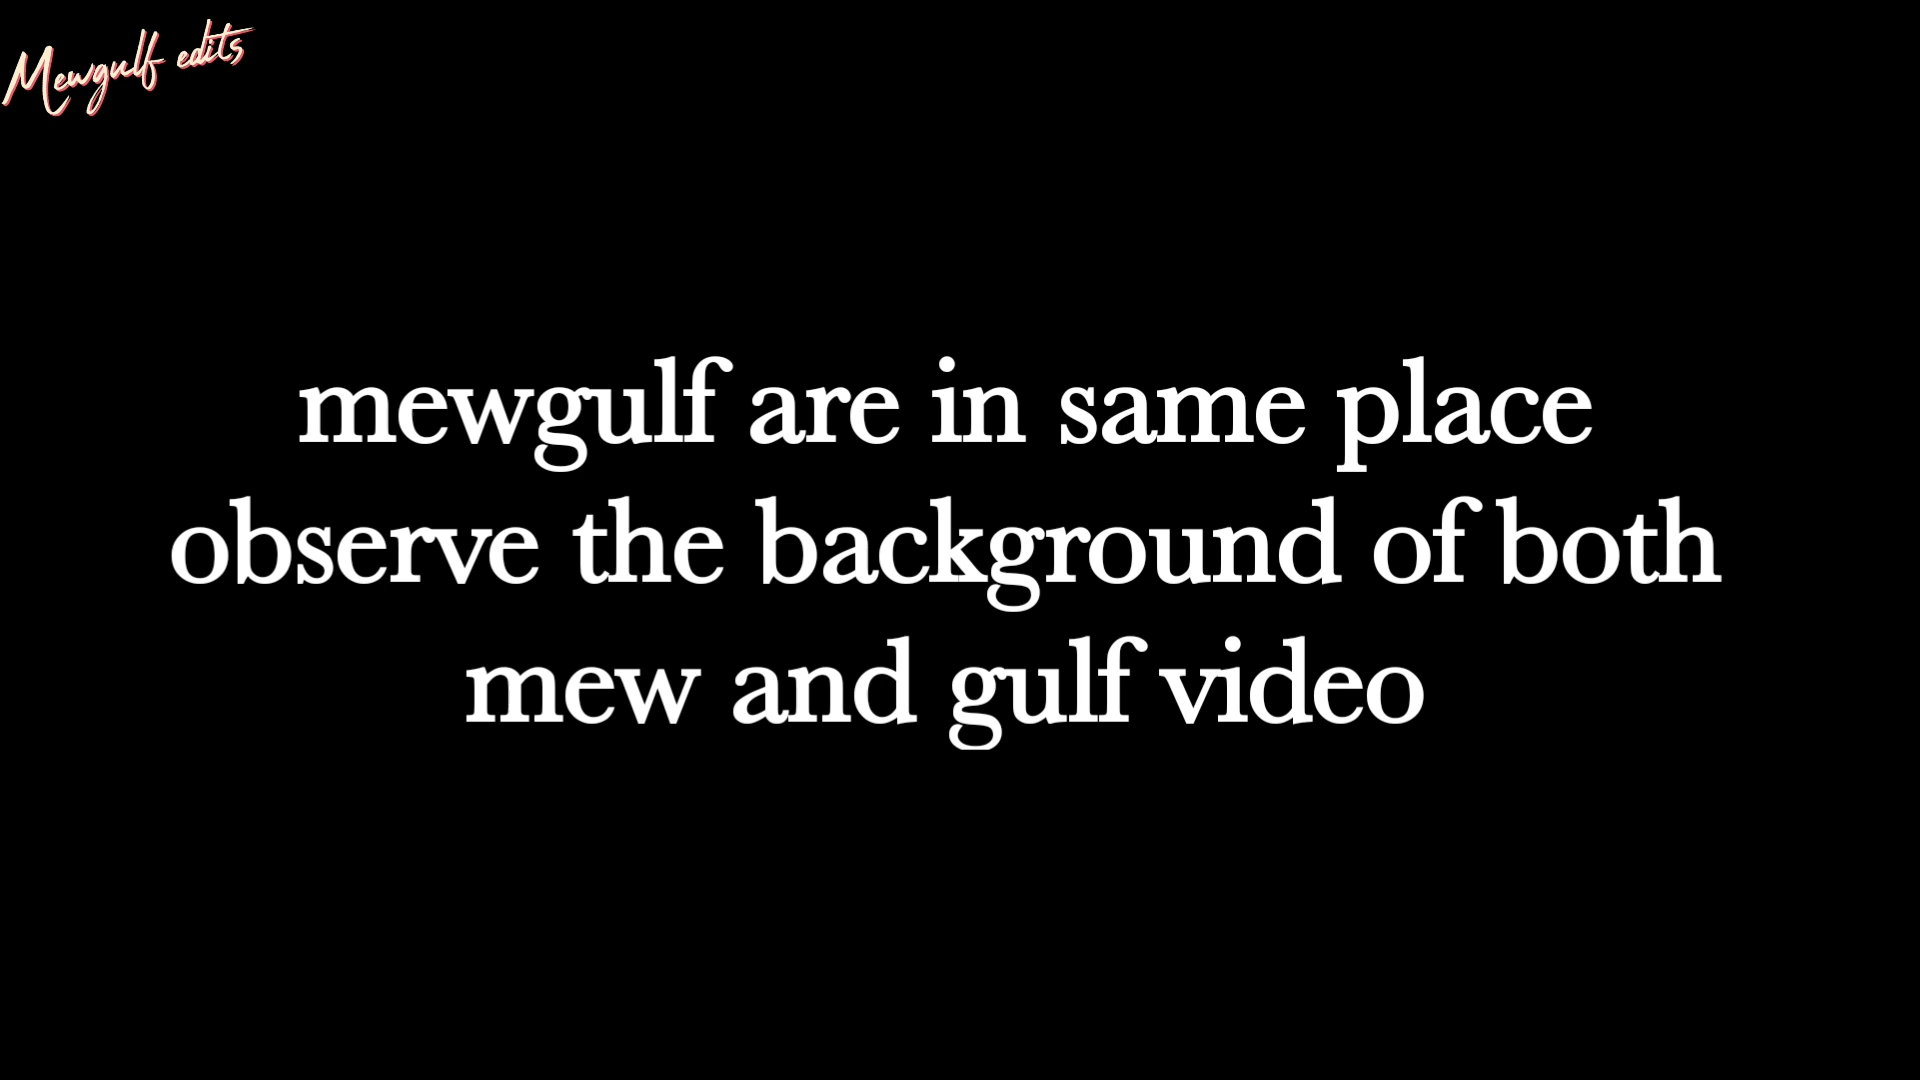 Mewgulf edits
mewgulf are in same place
observe the background of both
mew and gulf video